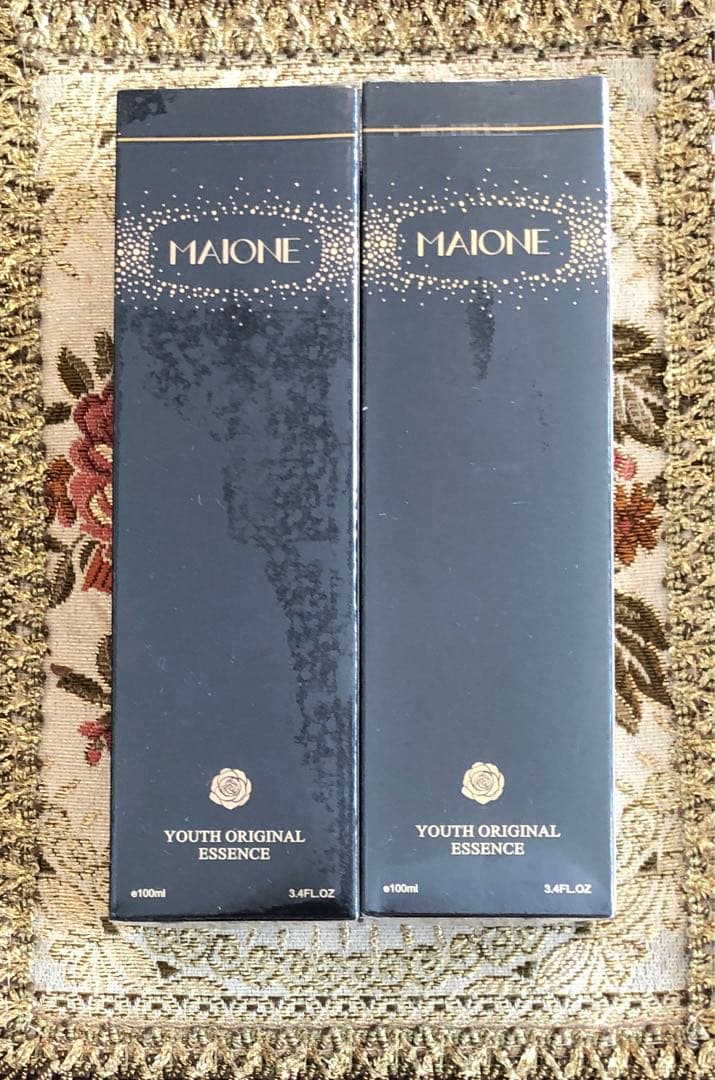 MAIONE
YOUTH ORIGINAL
ESSENCE
e100ml 3.4FL.OZ
MAIONE
YOUTH ORIGINAL
ESSENCE
e100ml 3.4FL.OZ